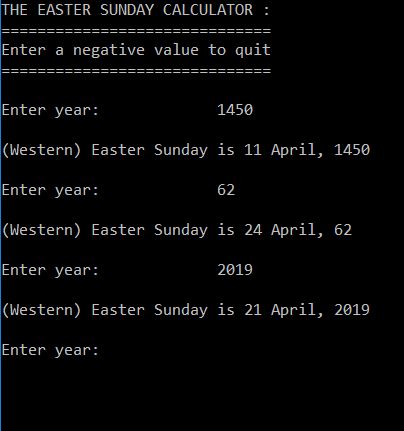 THE EASTER SUNDAY CALCULATOR :
==============================
Enter a negative value to quit
==============================
Enter year: 1450
(Western) Easter Sunday is 11 April, 1450
Enter year: 62
(Western) Easter Sunday is 24 April, 62
Enter year: 2019
(Western) Easter Sunday is 21 April, 2019
Enter year: